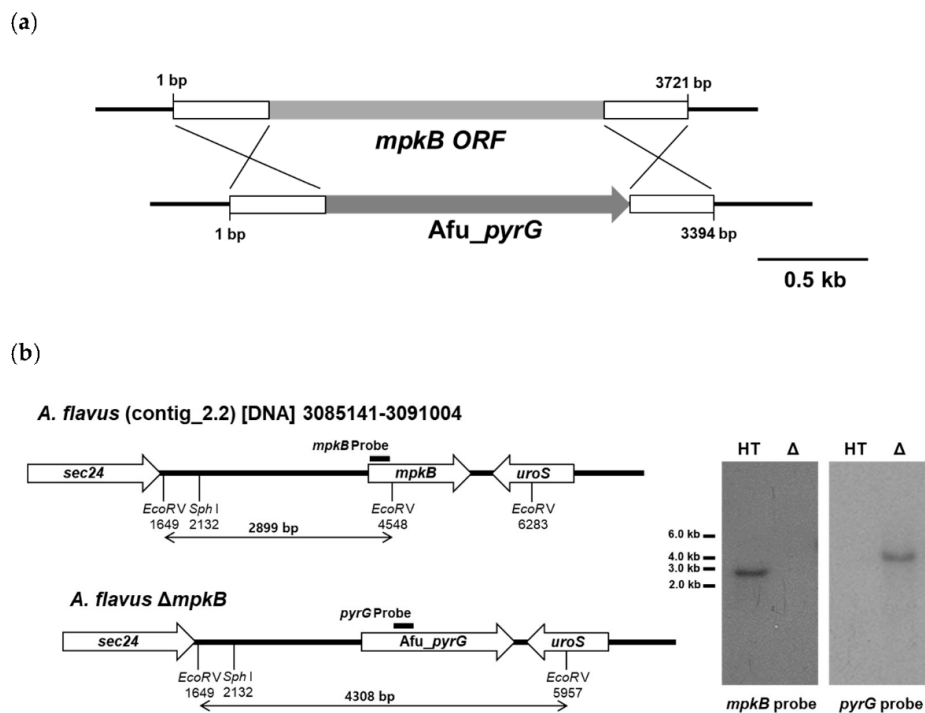 (a)
1 bp 3721 bp
mpkB ORF
Afu_pyrG
1 bp 3394 bp
0.5 kb
(b)
A. flavus (contig_2.2) [DNA] 3085141-3091004
mpkB Probe
sec24 mpkB uroS
EcoRV SphI EcoRV EcoRV
1649 2132 4548 6283
2899 bp
A. flavus ΔmpkB
pyrG Probe
sec24 Afu_pyrG uroS
EcoRV SphI EcoRV
1649 2132 5957
4308 bp
HT Δ HT Δ
6.0 kb
4.0 kb
3.0 kb
2.0 kb
mpkB probe pyrG probe